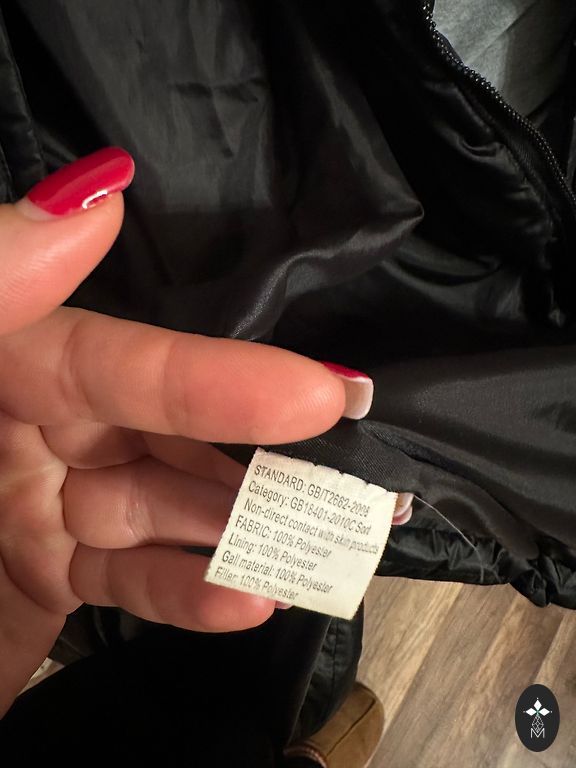 STANDARD: GB/T2662-2008
Category: GB18401-2010C Sort
Non-direct contact with skin products
FABRIC: 100% Polyester
Lining: 100% Polyester
Gall material: 100% Polyester
Filler: 100% Polyester
M